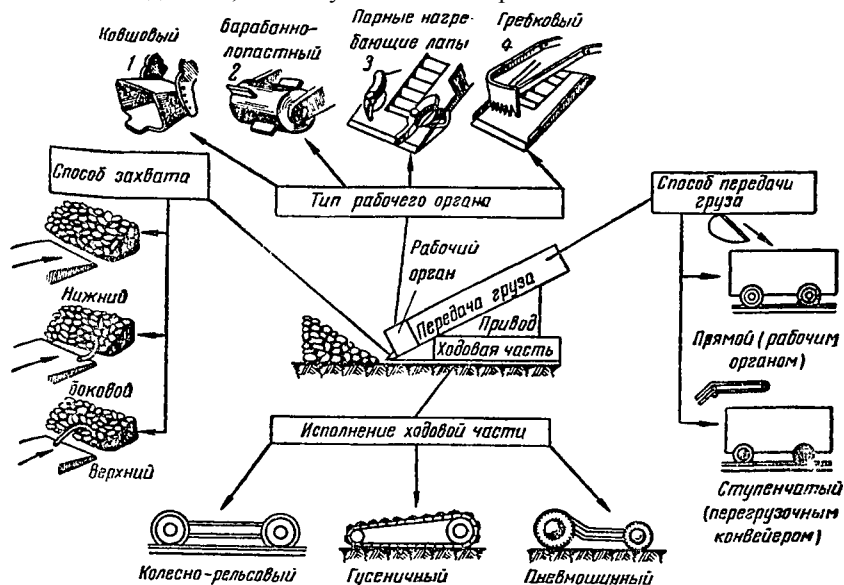 Ковшовый
1
Барабанно-
лопастный
2
Парные нагре-
бающие лапы
3
Гребковый
4
Способ захвата
Тип рабочего органа
Способ передачи
груза
Рабочий
орган
Передача груза
Привод
Ходовая часть
Нижний
боковой
верхний
Прямой (рабочим
органом)
Исполнение ходовой части
Ступенчатый
(перегрузочным
конвейером)
Колесно-рельсовый
Гусеничный
Пневмошинный